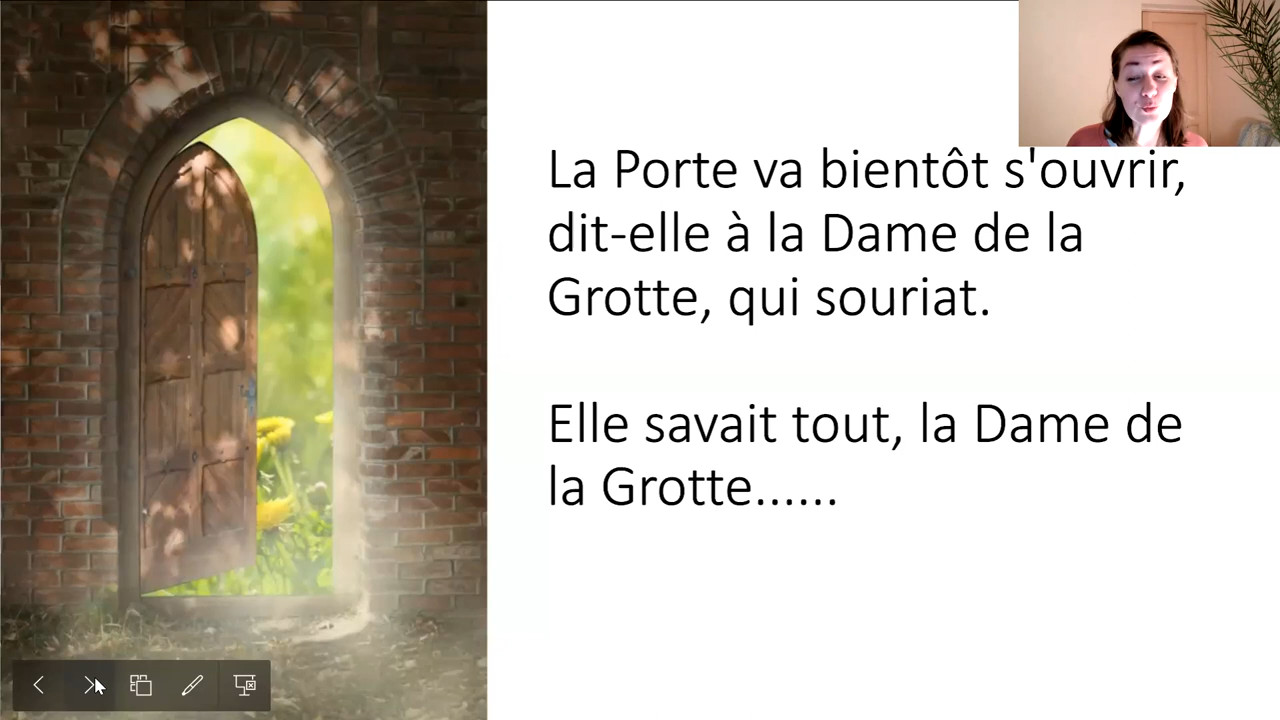 La Porte va bientôt s'ouvrir,
dit-elle à la Dame de la
Grotte, qui souriat.
Elle savait tout, la Dame de
la Grotte......